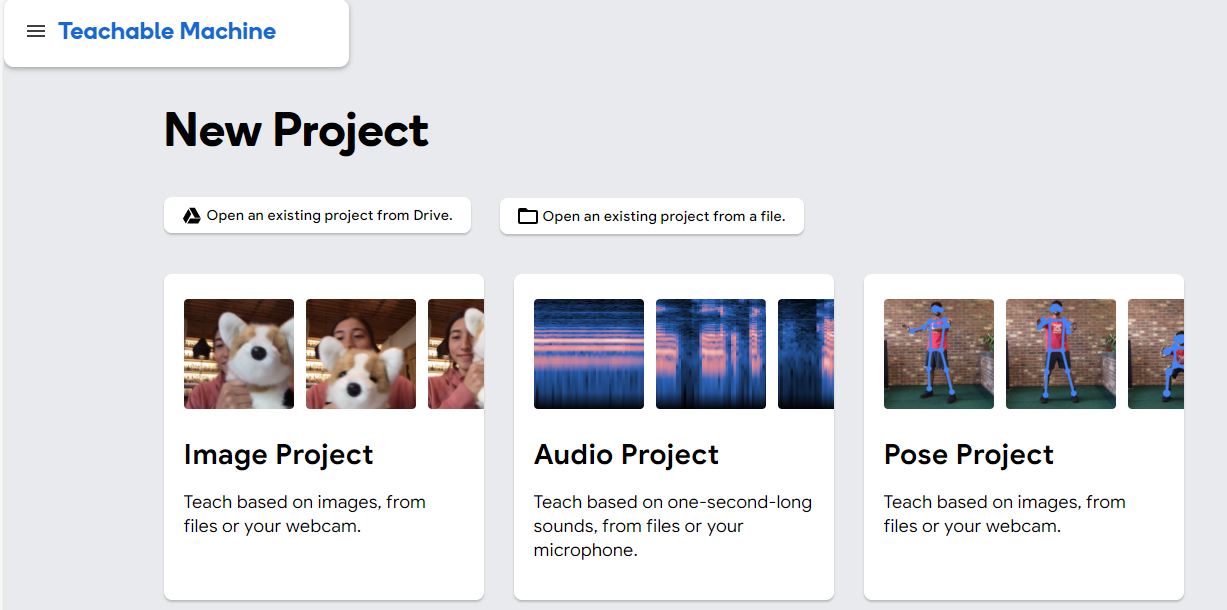 Teachable Machine
New Project
Open an existing project from Drive.
Open an existing project from a file.
Image Project
Teach based on images, from
files or your webcam.
Audio Project
Teach based on one-second-long
sounds, from files or your
microphone.
Pose Project
Teach based on images, from
files or your webcam.